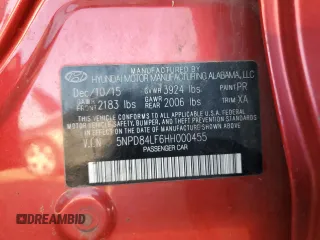 HYUNDAI MOTOR MANUFACTURING ALABAMA, LLC
Dec/10/15 GVWR 3924 lbs PAINT PR
GAWR FRONT 2183 lbs GAWR REAR 2006 lbs TRIM XA
THIS VEHICLE CONFORMS TO ALL APPLICABLE U.S. FEDERAL
MOTOR VEHICLE SAFETY, BUMPER, AND THEFT PREVENTION
STANDARDS IN EFFECT ON THE DATE OF MANUFACTURE
SHOWN ABOVE.
V.I.N 5NPD84LF6HH000455
PASSENGER CAR
DREAMBID